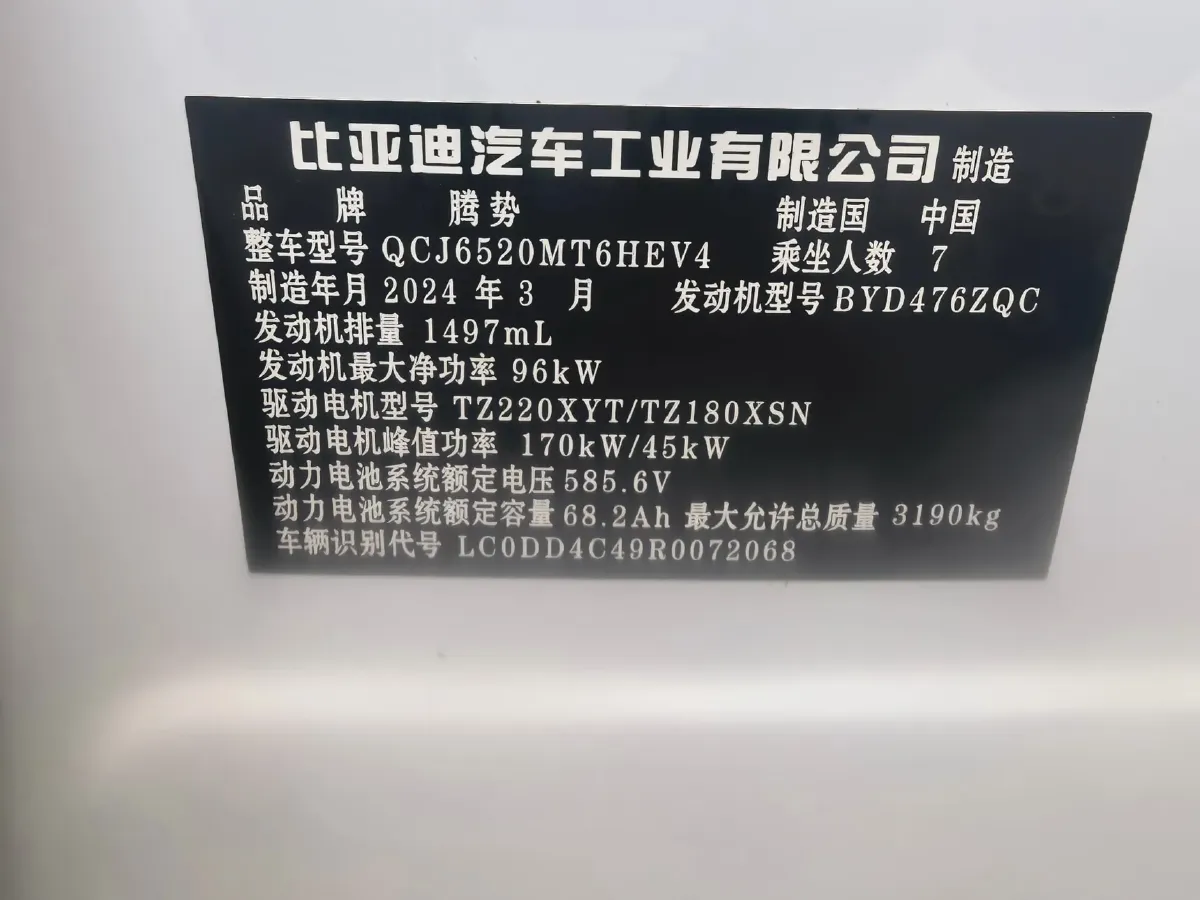 比亚迪汽车工业有限公司 制造
品 牌 腾势 制造国 中国
整车型号 QCJ6520MT6HEV4 乘坐人数 7
制造年月 2024 年 3 月 发动机型号 BYD476ZQC
发动机排量 1497mL
发动机最大净功率 96kW
驱动电机型号 TZ220XYT/TZ180XSN
驱动电机峰值功率 170kW/45kW
动力电池系统额定电压 585.6V
动力电池系统额定容量 68.2Ah 最大允许总质量 3190kg
车辆识别代号 LC0DD4C49R0072068